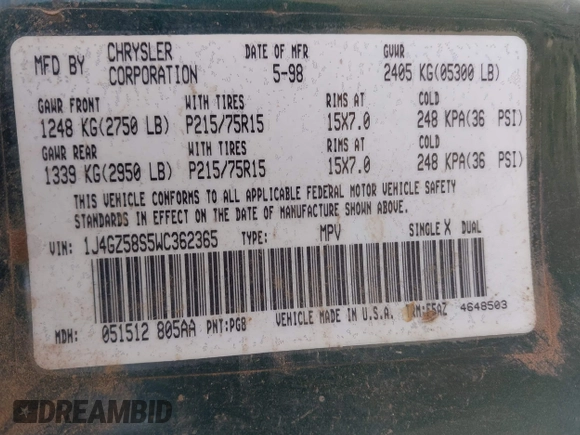 MFD BY CHRYSLER CORPORATION DATE OF MFR 5-98 GVWR 2405 KG(05300 LB)
GAWR FRONT WITH TIRES RIMS AT COLD
1248 KG(2750 LB) P215/75R15 15X7.0 248 KPA(36 PSI)
GAWR REAR WITH TIRES RIMS AT COLD
1339 KG(2950 LB) P215/75R15 15X7.0 248 KPA(36 PSI)
THIS VEHICLE CONFORMS TO ALL APPLICABLE FEDERAL MOTOR VEHICLE SAFETY
STANDARDS IN EFFECT ON THE DATE OF MANUFACTURE SHOWN ABOVE.
VIN: 1J4GZ58S5WC362365 TYPE: MPV SINGLE X DUAL
MDH: 051512 805AA PNT:PG8 VEHICLE MADE IN U.S.A. 4648503
DREAMBID